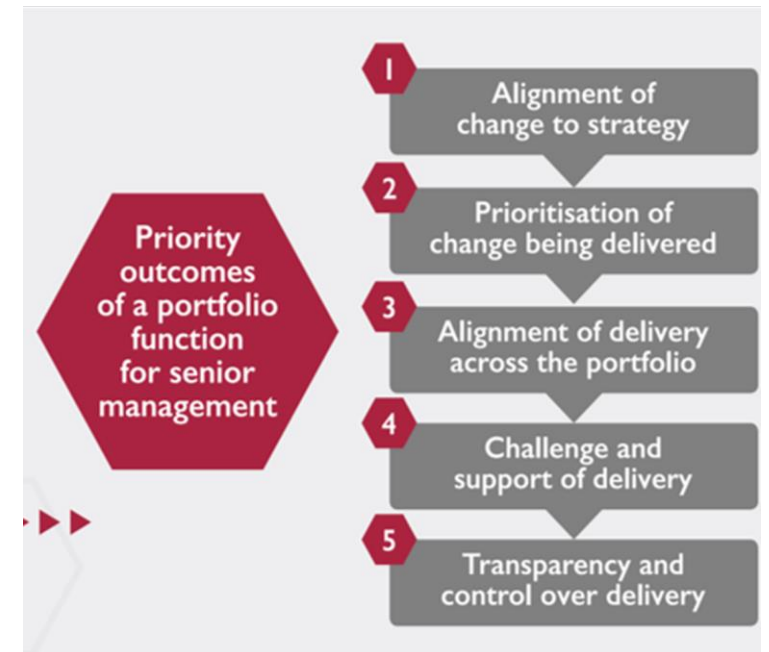 Priority
outcomes
of a portfolio
function
for senior
management
1
Alignment of
change to strategy
2
Prioritisation of
change being delivered
3
Alignment of delivery
across the portfolio
4
Challenge and
support of delivery
5
Transparency and
control over delivery